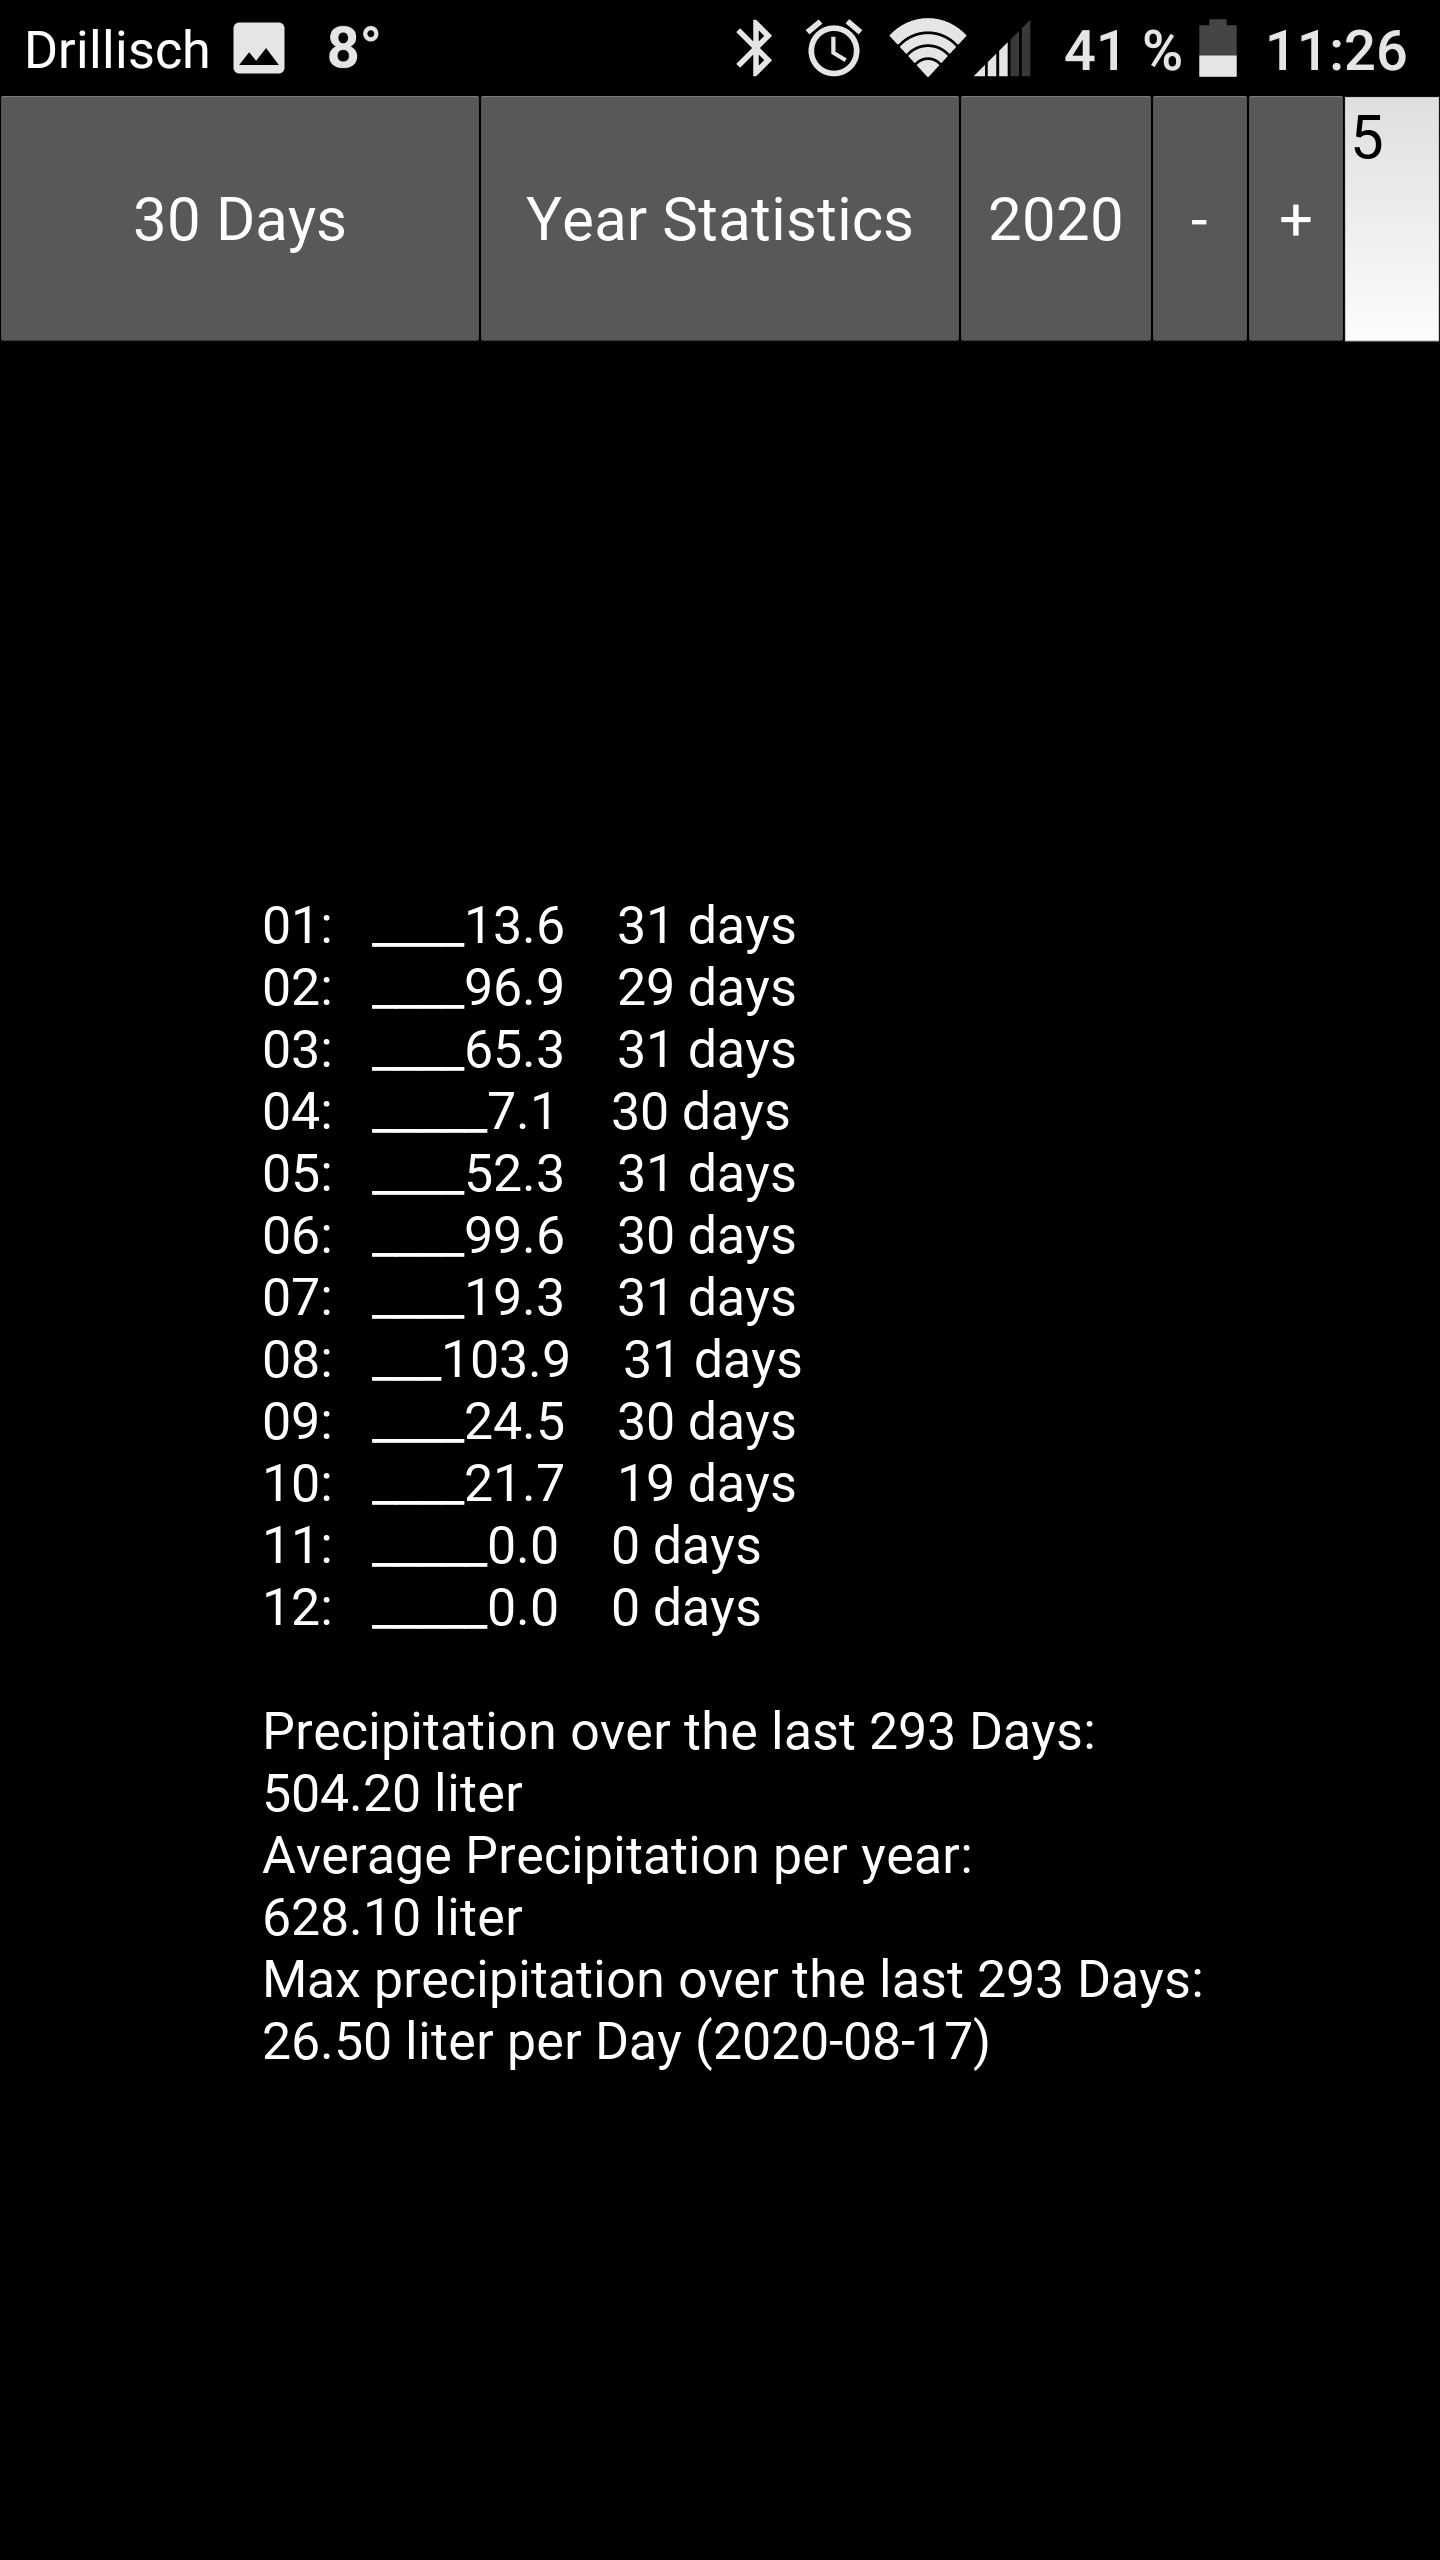 Drillisch 8° 41 % 11:26
30 Days Year Statistics 2020 - + 5
01: ____13.6 31 days
02: ____96.9 29 days
03: ____65.3 31 days
04: _____7.1 30 days
05: ____52.3 31 days
06: ____99.6 30 days
07: ____19.3 31 days
08: ___103.9 31 days
09: ____24.5 30 days
10: ____21.7 19 days
11: _____0.0 0 days
12: _____0.0 0 days
Precipitation over the last 293 Days:
504.20 liter
Average Precipitation per year:
628.10 liter
Max precipitation over the last 293 Days:
26.50 liter per Day (2020-08-17)